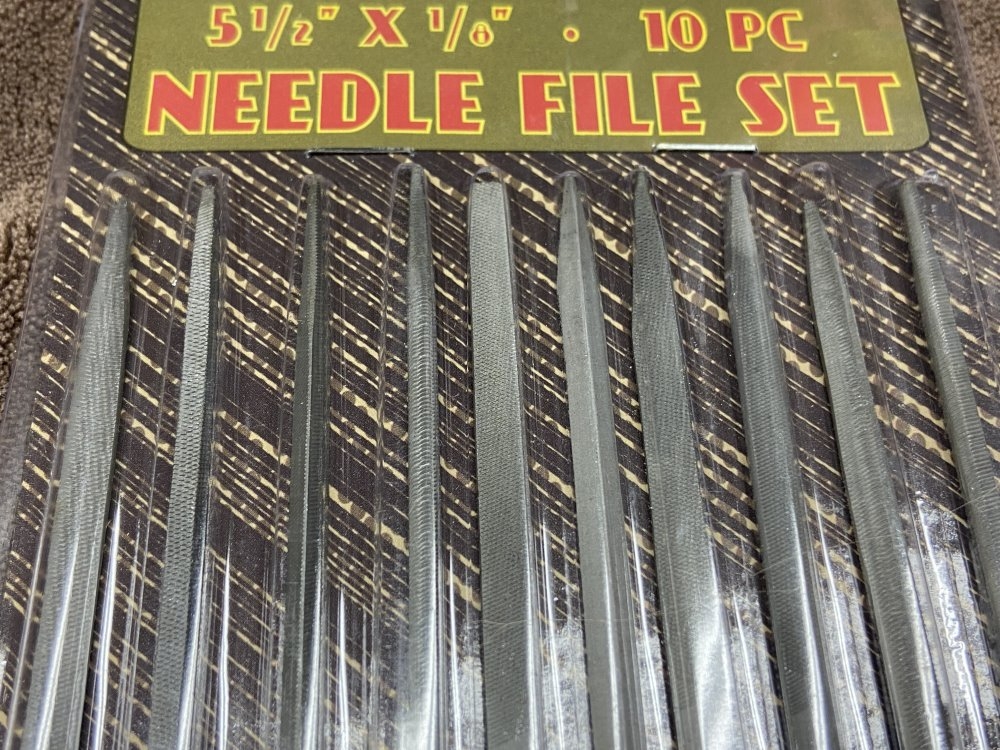 5 1/2" X 1/8" • 10 PC
NEEDLE FILE SET